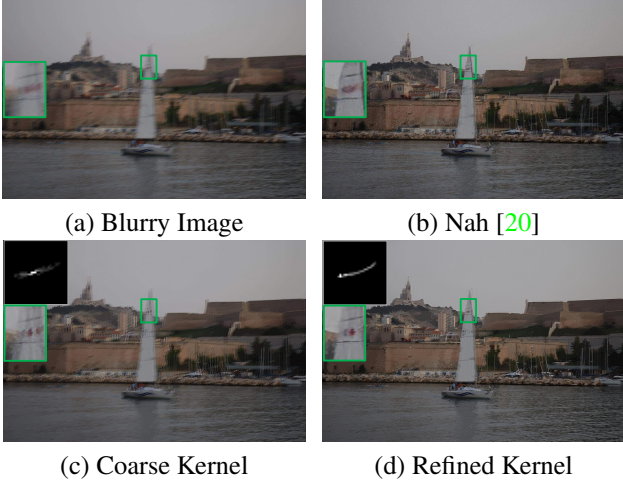 (a) Blurry Image
(b) Nah [20]
(c) Coarse Kernel
(d) Refined Kernel